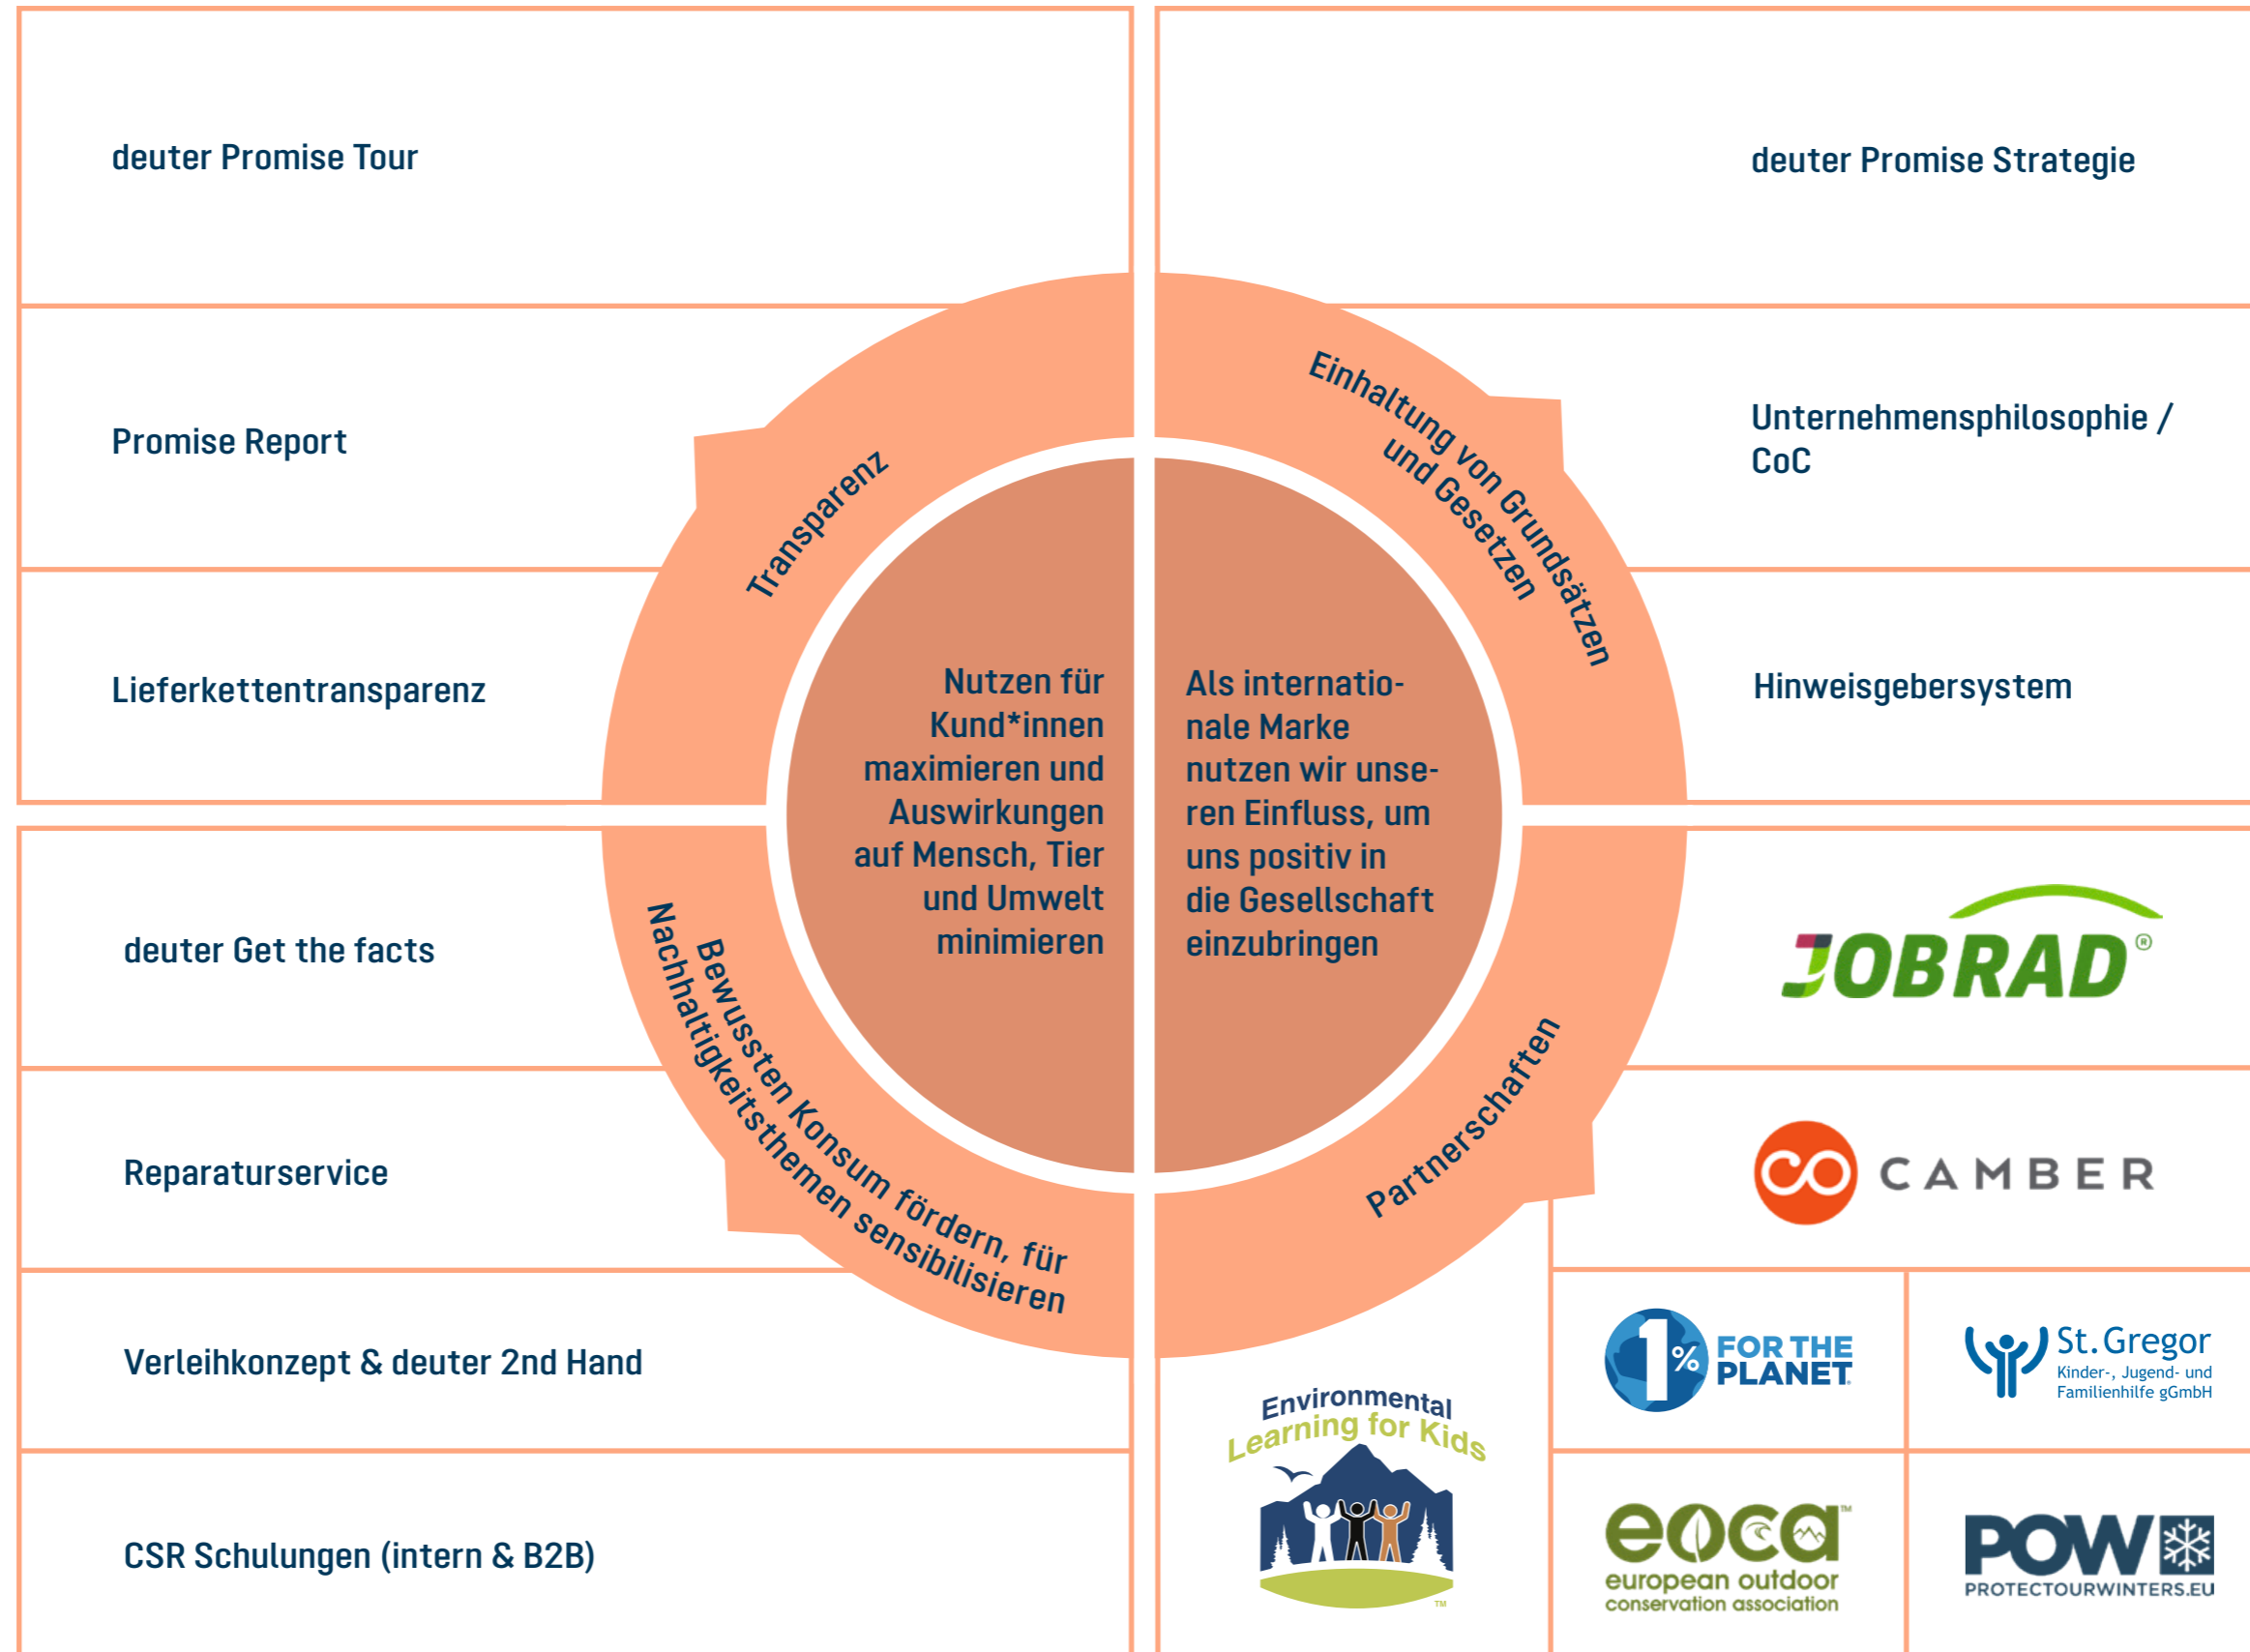 deuter Promise Tour
Promise Report
Lieferkettentransparenz
Transparenz
deuter Promise Strategie
Unternehmensphilosophie /
CoC
Hinweisgebersystem
Einhaltung von Grundsätzen
und Gesetzen
Nutzen für
Kund*innen
maximieren und
Auswirkungen
auf Mensch, Tier
und Umwelt
minimieren
Als internatio-
nale Marke
nutzen wir unse-
ren Einfluss, um
uns positiv in
die Gesellschaft
einzubringen
deuter Get the facts
Reparaturservice
Verleihkonzept & deuter 2nd Hand
CSR Schulungen (intern & B2B)
Bewussten Konsum fördern, für
Nachhaltigkeitsthemen sensibilisieren
Partnerschaften
JOBRAD®
CO CAMBER
1% FOR THE
PLANET
St. Gregor
Kinder-, Jugend- und
Familienhilfe gGmbH
Environmental
Learning for Kids
TM
eoca™
european outdoor
conservation association
POW
PROTECTOURWINTERS.EU